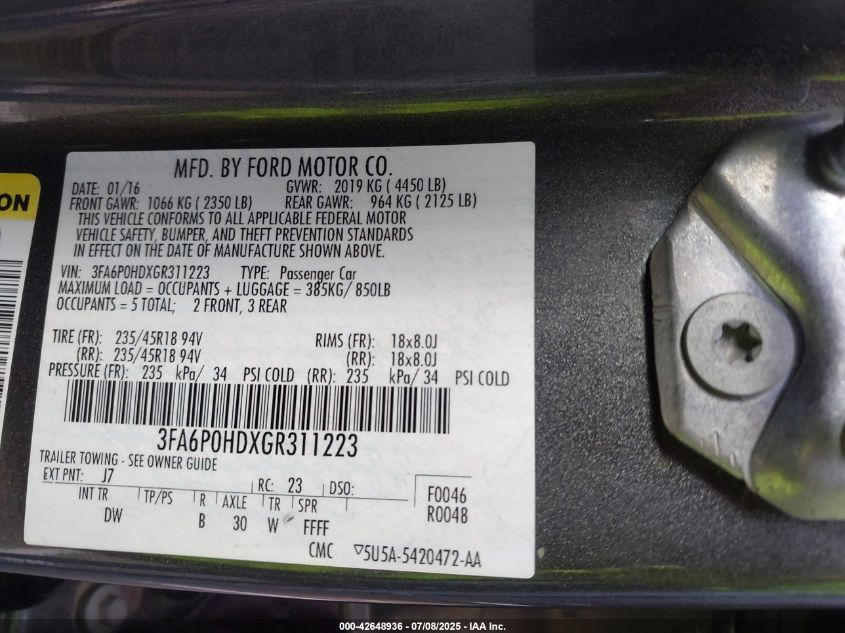 ON
MFD. BY FORD MOTOR CO.
DATE: 01/16 GVWR: 2019 KG ( 4450 LB)
FRONT GAWR: 1066 KG ( 2350 LB) REAR GAWR: 964 KG ( 2125 LB)
THIS VEHICLE CONFORMS TO ALL APPLICABLE FEDERAL MOTOR
VEHICLE SAFETY, BUMPER, AND THEFT PREVENTION STANDARDS
IN EFFECT ON THE DATE OF MANUFACTURE SHOWN ABOVE.
VIN: 3FA6P0HDXGR311223 TYPE: Passenger Car
MAXIMUM LOAD = OCCUPANTS + LUGGAGE = 385KG/ 850LB
OCCUPANTS = 5 TOTAL; 2 FRONT, 3 REAR
TIRE (FR): 235/45R18 94V RIMS (FR): 18x8.0J
(RR): 235/45R18 94V (RR): 18x8.0J
PRESSURE (FR): 235 kPa/ 34 PSI COLD (RR): 235 kPa/ 34 PSI COLD
3FA6P0HDXGR311223
TRAILER TOWING - SEE OWNER GUIDE
EXT PNT: J7 RC: 23 DSO: F0046
INT TR TP/PS R AXLE TR SPR R0048
DW B 30 W FFFF
CMC ▽5U5A-5420472-AA
000-42648936 - 07/08/2025 - IAA Inc.